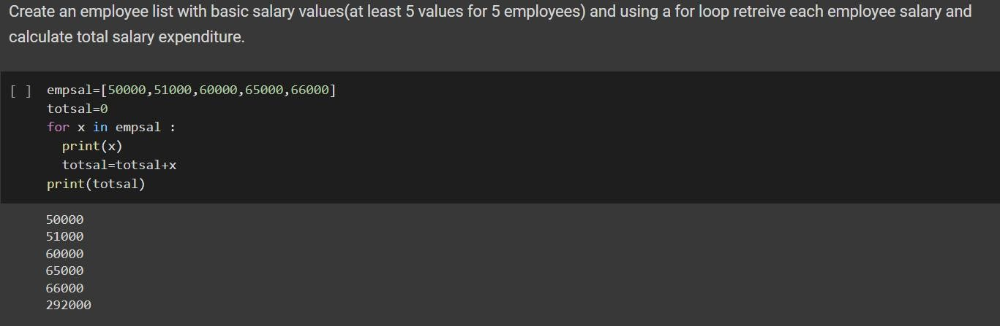 Create an employee list with basic salary values(at least 5 values for 5 employees) and using a for loop retreive each employee salary and
calculate total salary expenditure.
[ ] empsal=[50000,51000,60000,65000,66000]
totsal=0
for x in empsal :
  print(x)
  totsal=totsal+x
print(totsal)
50000
51000
60000
65000
66000
292000